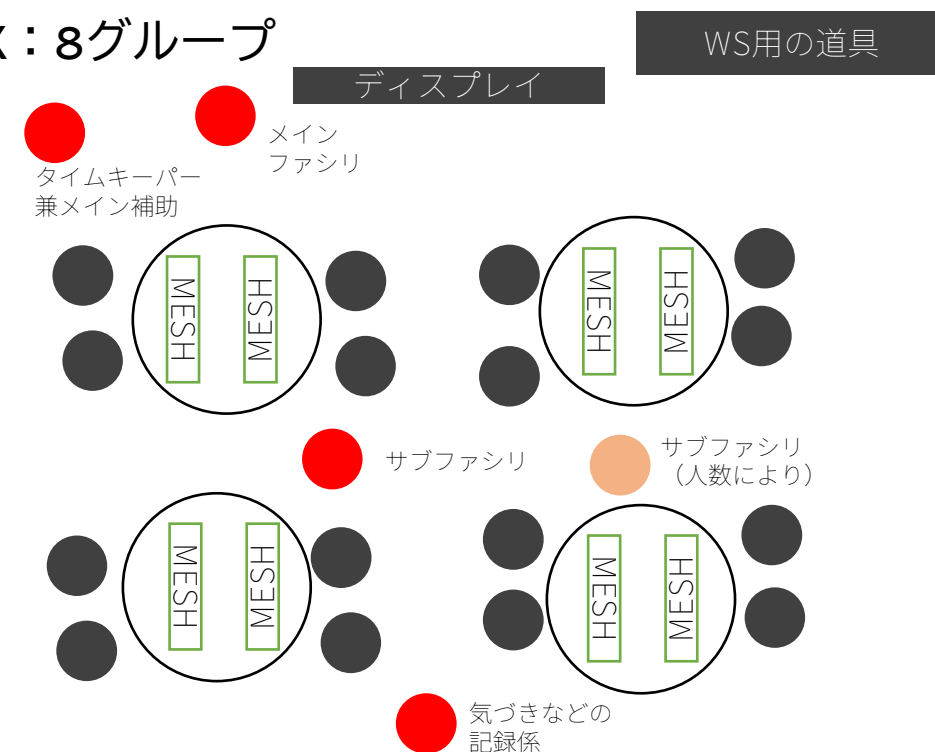 ：8グループ
WS用の道具
ディスプレイ
メイン
ファシリ
タイムキーパー
兼メイン補助
MESH
MESH
MESH
MESH
サブファシリ
サブファシリ
（人数により）
MESH
MESH
MESH
MESH
気づきなどの
記録係